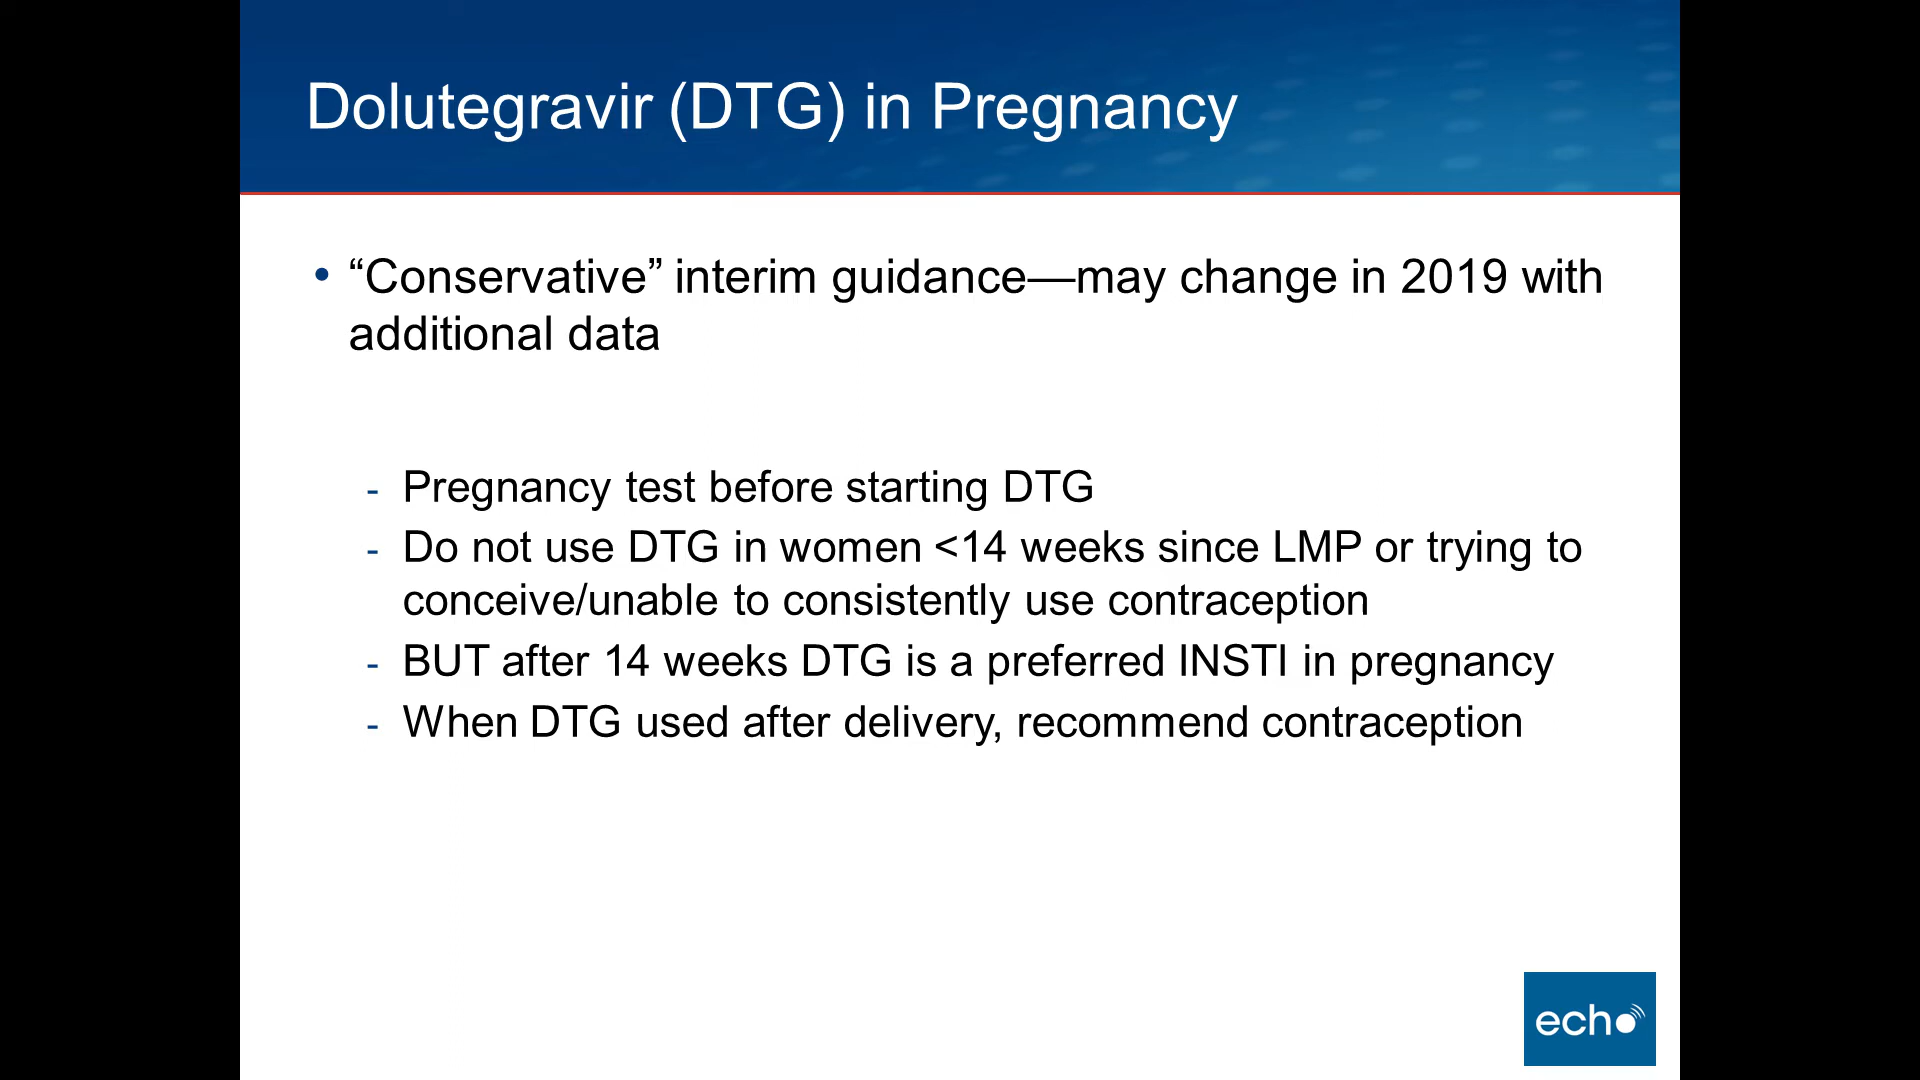 Dolutegravir (DTG) in Pregnancy
• “Conservative” interim guidance—may change in 2019 with
additional data
- Pregnancy test before starting DTG
- Do not use DTG in women <14 weeks since LMP or trying to
conceive/unable to consistently use contraception
- BUT after 14 weeks DTG is a preferred INSTI in pregnancy
- When DTG used after delivery, recommend contraception
echo